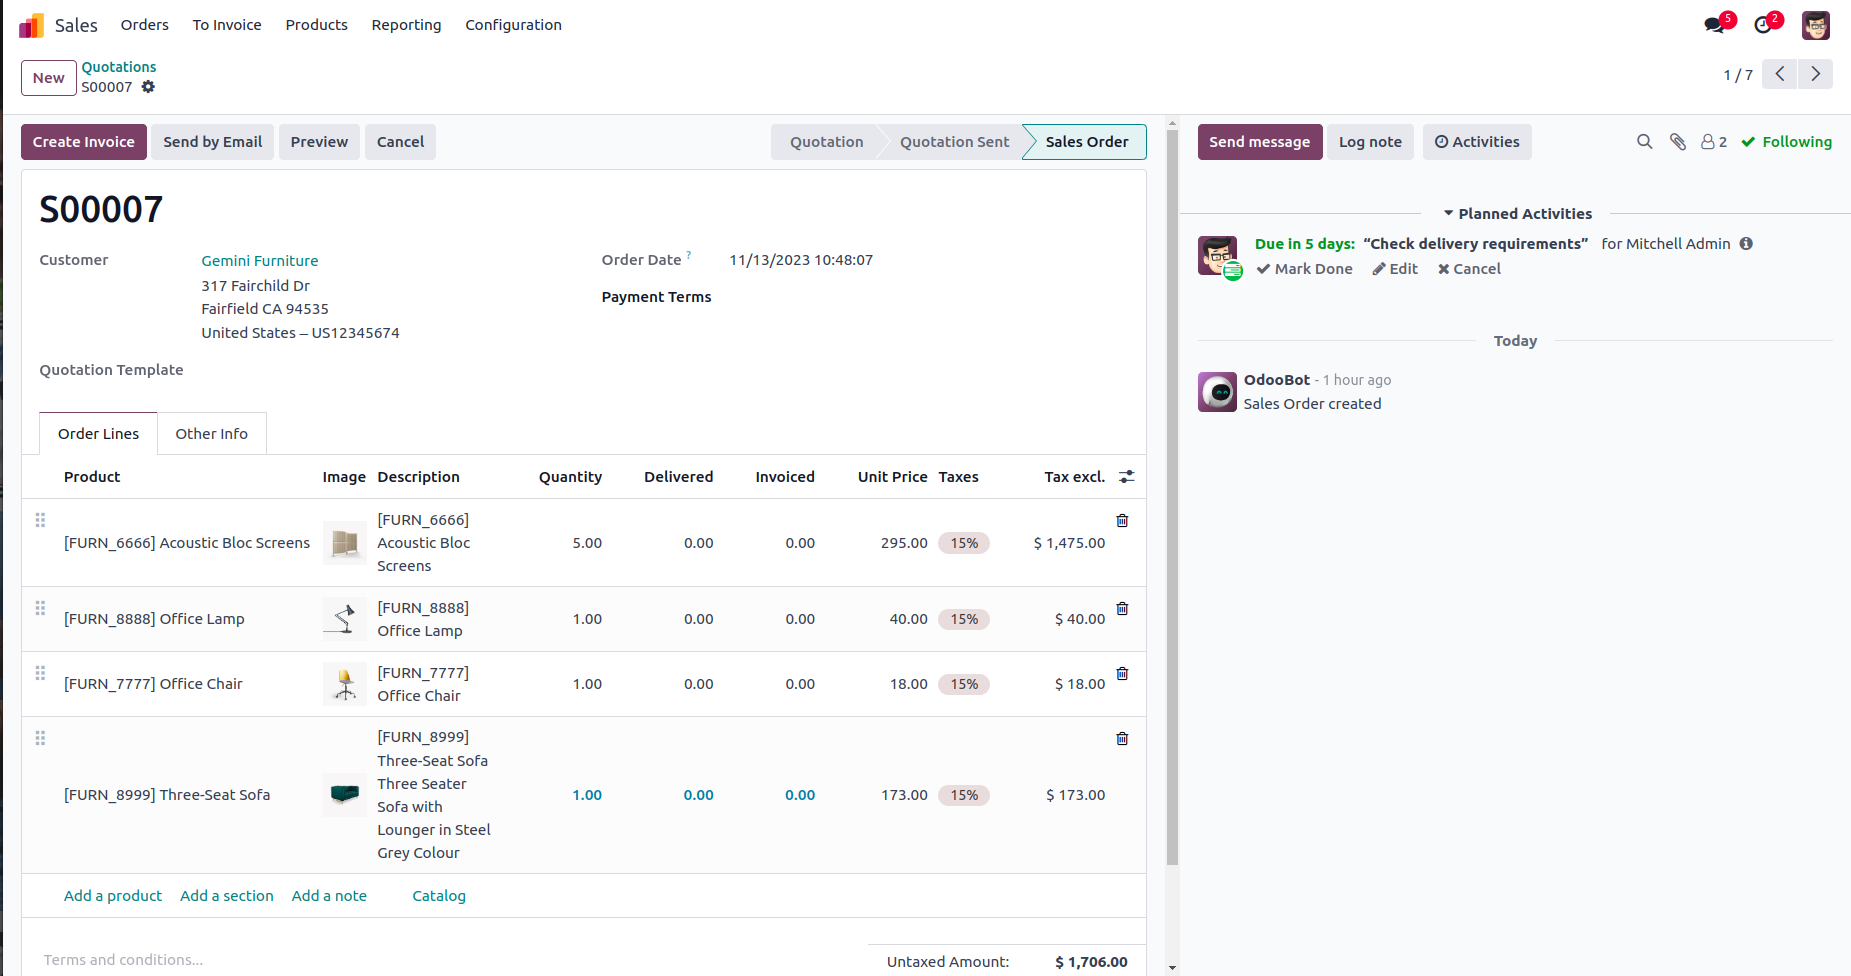 Sales Orders To Invoice Products Reporting Configuration 5 2
New Quotations
S00007
1 / 7
Create Invoice Send by Email Preview Cancel Quotation Quotation Sent Sales Order
S00007
Customer
Gemini Furniture
317 Fairchild Dr
Fairfield CA 94535
United States – US12345674
Order Date ? 11/13/2023 10:48:07
Payment Terms
Quotation Template
Order Lines Other Info
Product Image Description Quantity Delivered Invoiced Unit Price Taxes Tax excl.
[FURN_6666] Acoustic Bloc Screens
[FURN_6666]
Acoustic Bloc
Screens
5.00 0.00 0.00 295.00 15% $ 1,475.00
[FURN_8888] Office Lamp
[FURN_8888]
Office Lamp
1.00 0.00 0.00 40.00 15% $ 40.00
[FURN_7777] Office Chair
[FURN_7777]
Office Chair
1.00 0.00 0.00 18.00 15% $ 18.00
[FURN_8999] Three-Seat Sofa
[FURN_8999]
Three-Seat Sofa
Three Seater
Sofa with
Lounger in Steel
Grey Colour
1.00 0.00 0.00 173.00 15% $ 173.00
Add a product Add a section Add a note Catalog
Terms and conditions...
Untaxed Amount: $ 1,706.00
Send message Log note Activities 2 Following
Planned Activities
Due in 5 days: “Check delivery requirements” for Mitchell Admin
Mark Done Edit Cancel
Today
OdooBot - 1 hour ago
Sales Order created